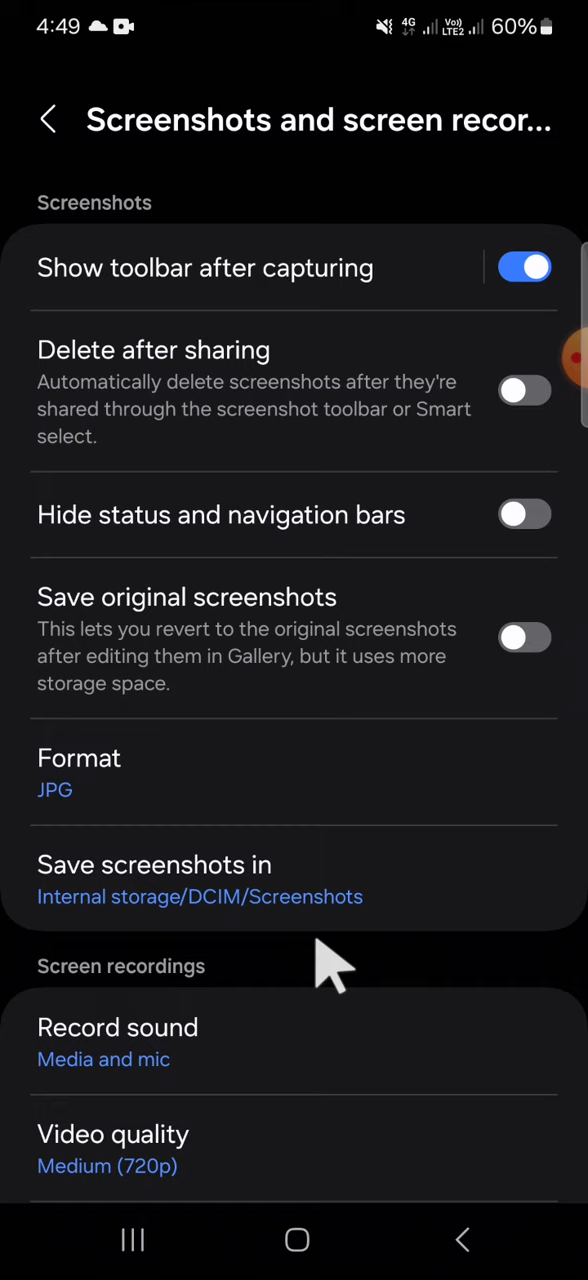 4:49
4G
Vo))
LTE2
60%
Screenshots and screen recor...
Screenshots
Show toolbar after capturing
Delete after sharing
Automatically delete screenshots after they're
shared through the screenshot toolbar or Smart
select.
Hide status and navigation bars
Save original screenshots
This lets you revert to the original screenshots
after editing them in Gallery, but it uses more
storage space.
Format
JPG
Save screenshots in
Internal storage/DCIM/Screenshots
Screen recordings
Record sound
Media and mic
Video quality
Medium (720p)